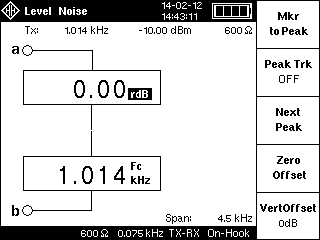 Level Noise
14-02-12
14:43:11
Tx: 1.014 kHz -10.00 dBm 600 Ω
a
0.00 rdB
1.014 Fc kHz
b
Span: 4.5 kHz
600 Ω 0.075 kHz TX-RX On-Hook
Mkr
to Peak
Peak Trk
OFF
Next
Peak
Zero
Offset
VertOffset
0dB